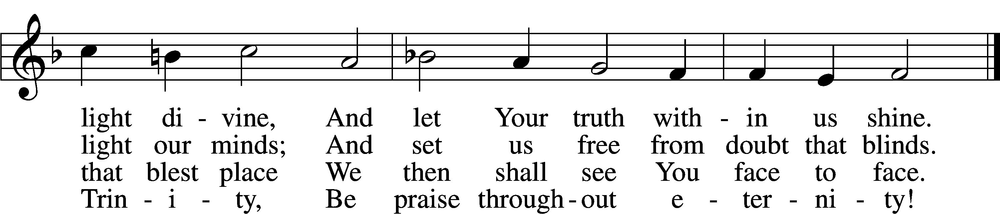 light di - vine, And let Your truth with - in us shine.
light our minds; And set us free from doubt that blinds.
that blest place We then shall see You face to face.
Trin - i - ty, Be praise through - out e - ter - ni - ty!